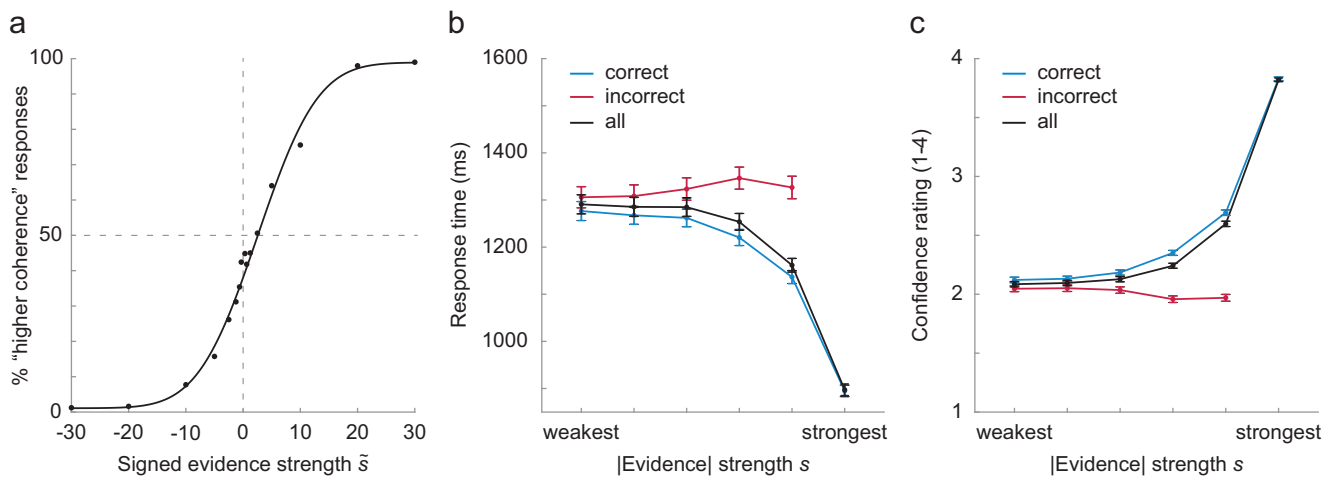 a
% “higher coherence” responses
100
50
0
-30
-20
-10
0
10
20
30
Signed evidence strength s̃
b
Response time (ms)
1600
1400
1200
1000
correct
incorrect
all
weakest
strongest
|Evidence| strength s
c
Confidence rating (1-4)
4
3
2
1
correct
incorrect
all
weakest
strongest
|Evidence| strength s